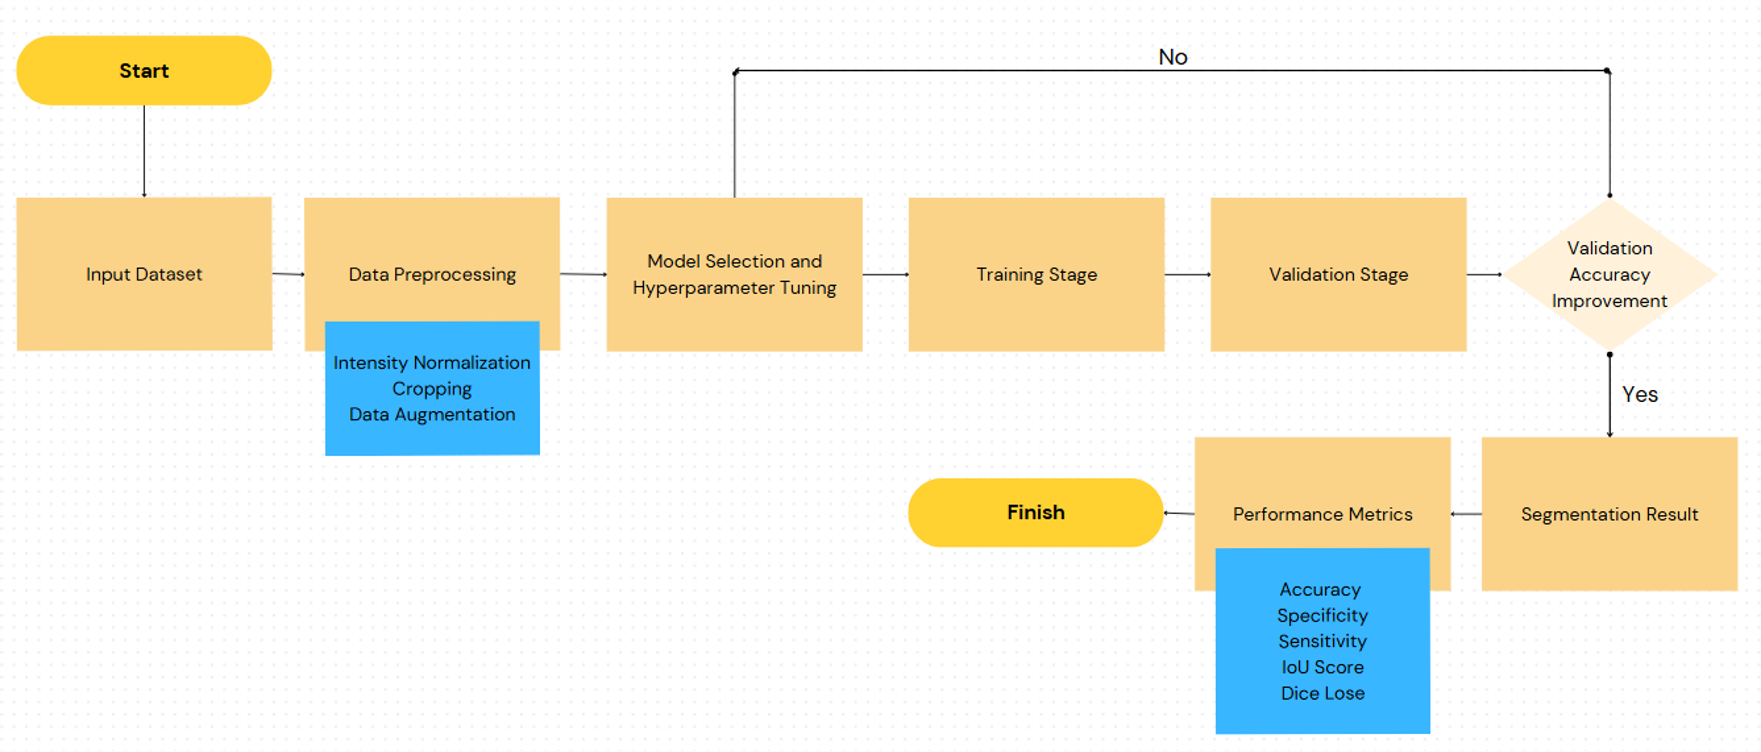 Start
No
Input Dataset
Data Preprocessing
Intensity Normalization
Cropping
Data Augmentation
Model Selection and
Hyperparameter Tuning
Training Stage
Validation Stage
Validation
Accuracy
Improvement
Yes
Segmentation Result
Performance Metrics
Accuracy
Specificity
Sensitivity
IoU Score
Dice Lose
Finish